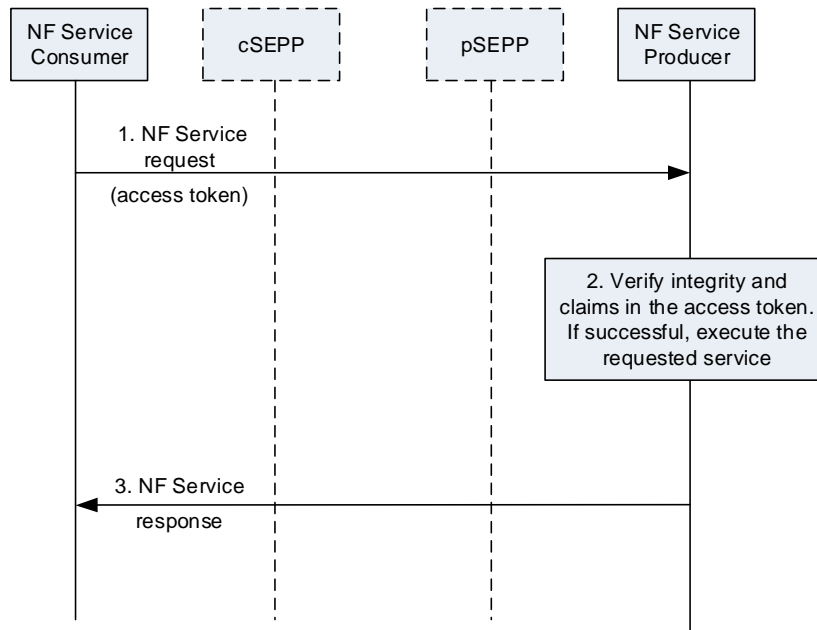 NF Service
Consumer
cSEPP
pSEPP
NF Service
Producer
1. NF Service
request
(access token)
2. Verify integrity and
claims in the access token.
If successful, execute the
requested service
3. NF Service
response